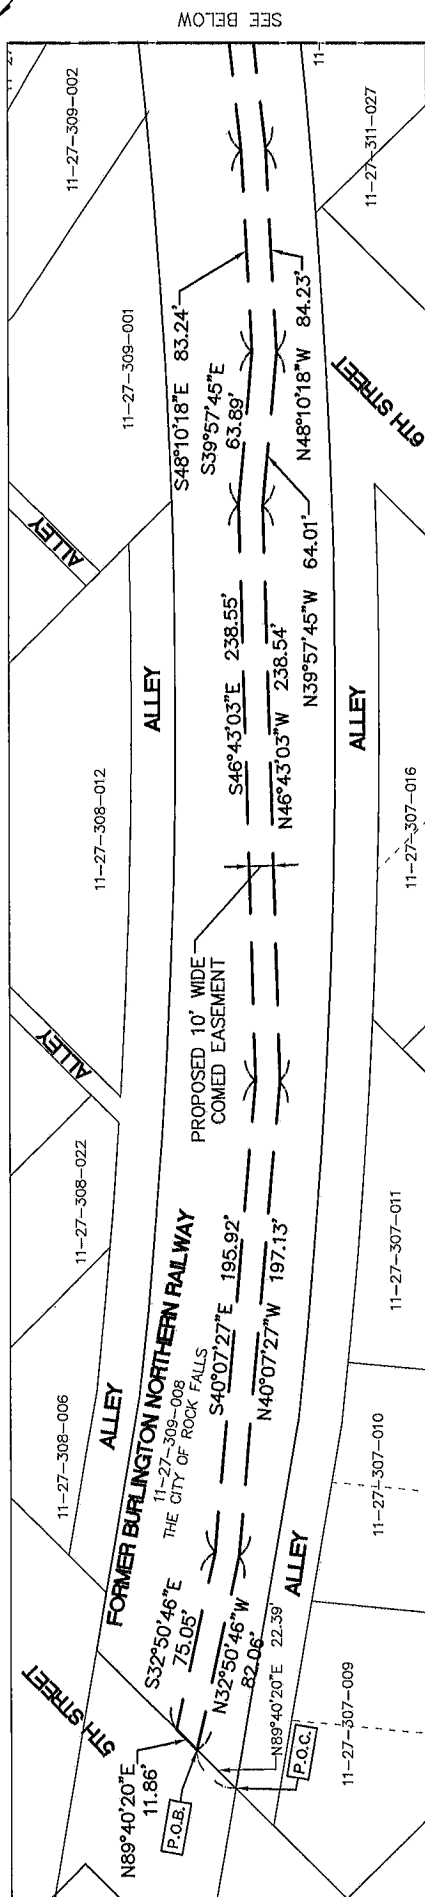 SEE BELOW
11-27-309-002
11-27-311-027
11-
11-27-309-001
S48°10'18"E 83.24'
S39°57'45"E
63.89'
N48°10'18"W 84.23'
6TH STREET
ALLEY
N39°57'45"W 64.01'
ALLEY
S46°43'03"E 238.55'
N46°43'03"W 238.54'
ALLEY
11-27-308-012
11-27-307-016
PROPOSED 10' WIDE
COMED EASEMENT
ALLEY
11-27-308-022
11-27-307-011
FORMER BURLINGTON NORTHERN RAILWAY
11-27-309-008
THE CITY OF ROCK FALLS
S40°07'27"E 195.92'
N40°07'27"W 197.13'
11-27-308-006
ALLEY
11-27-307-010
ALLEY
S32°50'46"E
75.05'
N32°50'46"W
82.06'
5TH STREET
N89°40'20"E
11.86'
N89°40'20"E 22.39'
P.O.B.
P.O.C.
11-27-307-009